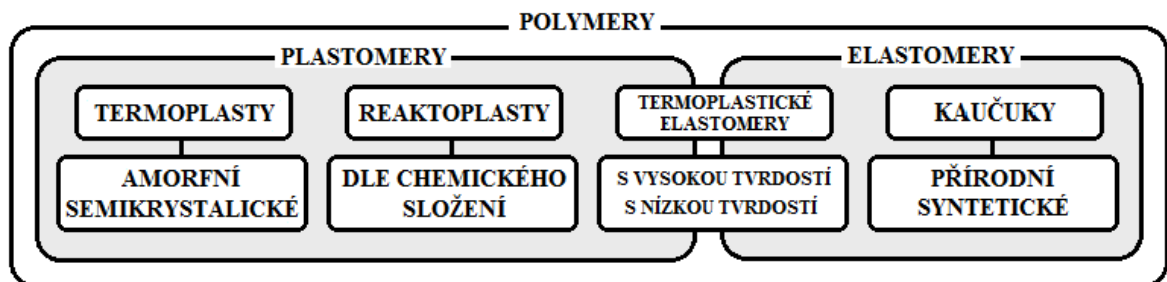 POLYMERY
PLASTOMERY
ELASTOMERY
TERMOPLASTY
REAKTOPLASTY
TERMOPLASTICKÉ
ELASTOMERY
KAUČUKY
AMORFNÍ
SEMIKRYSTALICKÉ
DLE CHEMICKÉHO
SLOŽENÍ
S VYSOKOU TVRDOSTÍ
S NÍZKOU TVRDOSTÍ
PŘÍRODNÍ
SYNTETICKÉ